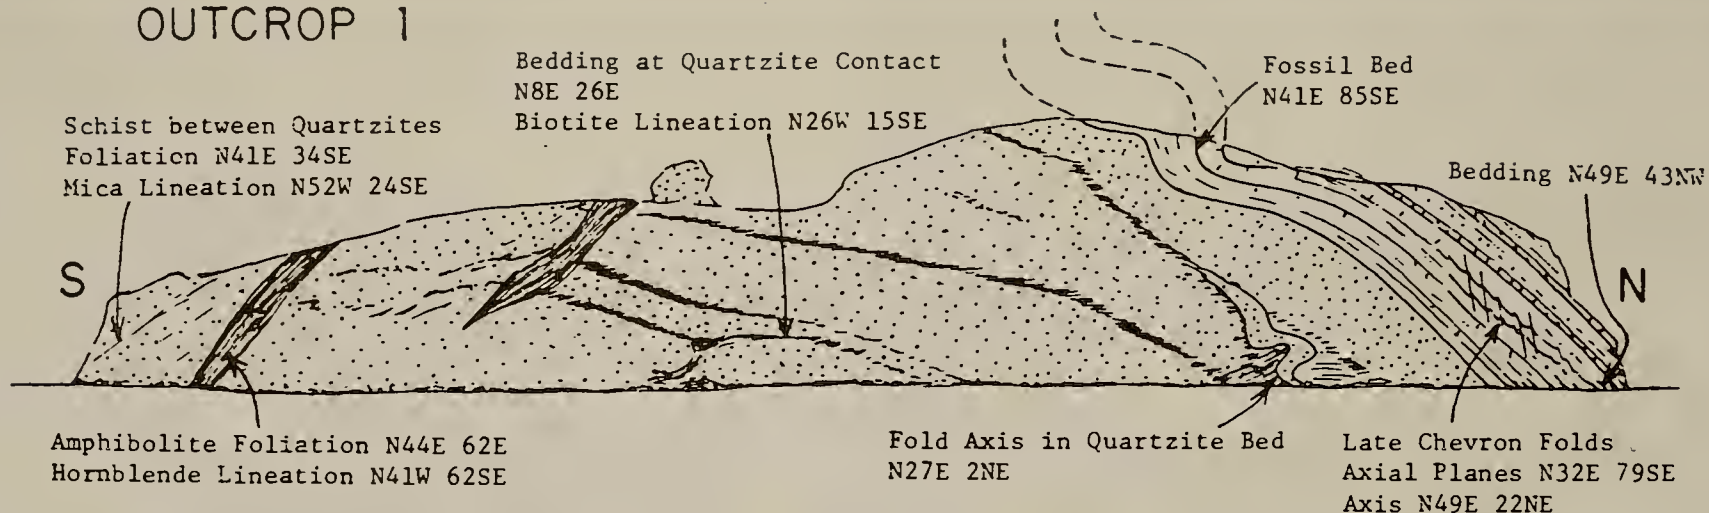 OUTCROP 1
Bedding at Quartzite Contact
N8E 26E
Biotite Lineation N26W 15SE
Fossil Bed
N41E 85SE
Schist between Quartzites
Foliation N41E 34SE
Mica Lineation N52W 24SE
Bedding N49E 43NW
S
N
Amphibolite Foliation N44E 62E
Hornblende Lineation N41W 62SE
Fold Axis in Quartzite Bed
N27E 2NE
Late Chevron Folds
Axial Planes N32E 79SE
Axis N49E 22NE